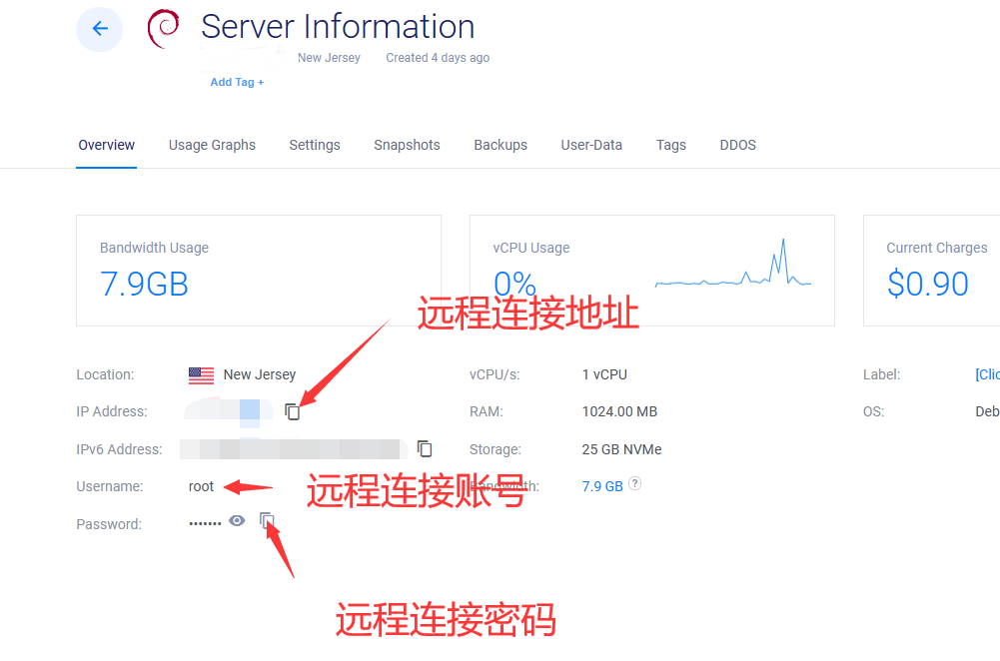 Server Information
New Jersey Created 4 days ago
Add Tag +
Overview Usage Graphs Settings Snapshots Backups User-Data Tags DDOS
Bandwidth Usage vCPU Usage Current Charges
7.9GB 0% $0.90
远程连接地址
Location: New Jersey vCPU/s: 1 vCPU Label: [Clic
IP Address: RAM: 1024.00 MB OS: Deb
IPv6 Address: Storage: 25 GB NVMe
Username: root 远程连接账号 Bandwidth: 7.9 GB ?
Password: •••••••
远程连接密码